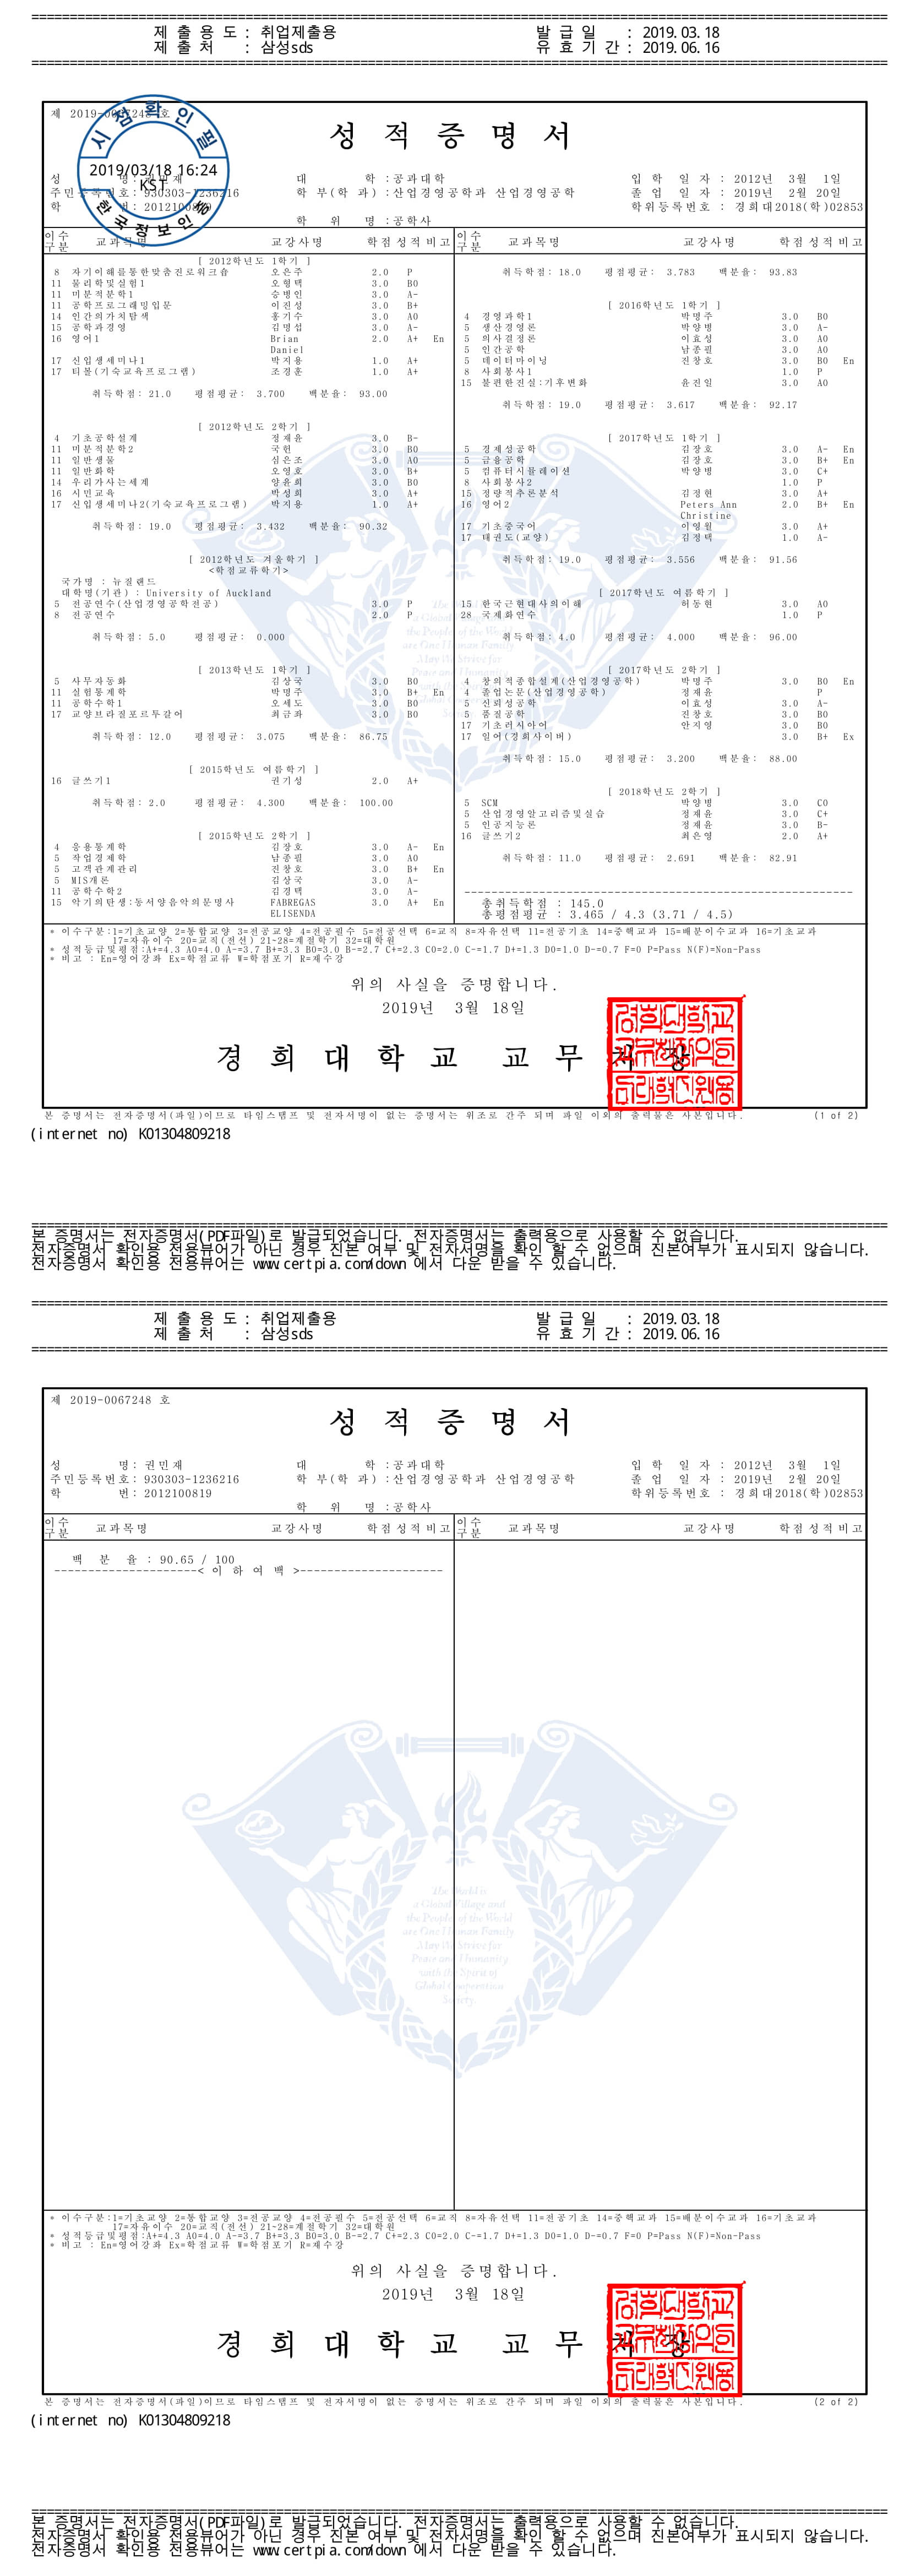 제 출 용 도 : 취업제출용 발 급 일 : 2019. 03. 18
제 출 처 : 삼성sds 유 효 기 간 : 2019. 06. 16
제 2019-0067248 호
시 점 확 인 필
2019/03/18 16:24
KST
한 국 정 보 인 증
성 적 증 명 서
성 명: 권민재 대 학 :공과대학 입 학 일 자 : 2012년 3월 1일
주민등록번호: 930303-1236216 학 부(학 과) :산업경영공학과 산업경영공학 졸 업 일 자 : 2019년 2월 20일
학 번: 2012100819 학위등록번호 : 경희대2018(학)02853
학 위 명 :공학사
이수구분 교과목명 교강사명 학점 성적 비고
[ 2012학년도 1학기 ]
8 자기이해를통한맞춤진로워크숍 오은주 2.0 P
11 물리학및실험1 오형택 3.0 B0
11 미분적분학1 승병인 3.0 A-
11 공학프로그래밍입문 이진성 3.0 B+
14 인간의가치탐색 홍기수 3.0 A0
15 공학과경영 김명섭 3.0 A-
16 영어1 Brian 2.0 A+ En
Daniel
17 신입생세미나1 박지용 1.0 A+
17 티볼(기숙교육프로그램) 조경훈 1.0 A+
취득학점: 21.0 평점평균: 3.700 백분율: 93.00
[ 2012학년도 2학기 ]
4 기초공학설계 정재윤 3.0 B-
11 미분적분학2 국현 3.0 B0
11 일반생물 심은조 3.0 A0
11 일반화학 오영호 3.0 B+
14 우리가사는세계 양윤희 3.0 B0
16 시민교육 박성희 3.0 A+
17 신입생세미나2(기숙교육프로그램) 박지용 1.0 A+
취득학점: 19.0 평점평균: 3.432 백분율: 90.32
[ 2012학년도 겨울학기 ]
<학점교류학기>
국가명 : 뉴질랜드
대학명(기관) : University of Auckland
5 전공연수(산업경영공학전공) 3.0 P
8 전공연수 2.0 P
취득학점: 5.0 평점평균: 0.000
[ 2013학년도 1학기 ]
5 사무자동화 김상국 3.0 B0
11 실험통계학 박명주 3.0 B+ En
11 공학수학1 오세도 3.0 B0
17 교양브라질포르투갈어 최금좌 3.0 B0
취득학점: 12.0 평점평균: 3.075 백분율: 86.75
[ 2015학년도 여름학기 ]
16 글쓰기1 권기성 2.0 A+
취득학점: 2.0 평점평균: 4.300 백분율: 100.00
[ 2015학년도 2학기 ]
4 응용통계학 김장호 3.0 A- En
5 작업경제학 남종필 3.0 A0
5 고객관계관리 진창호 3.0 B+ En
5 MIS개론 김상국 3.0 A-
11 공학수학2 김경택 3.0 A-
15 악기의탄생:동서양음악의문명사 FABREGAS 3.0 A+ En
ELISENDA
이수구분 교과목명 교강사명 학점 성적 비고
취득학점: 18.0 평점평균: 3.783 백분율: 93.83
[ 2016학년도 1학기 ]
4 경영과학1 박명주 3.0 B0
5 생산경영론 박양병 3.0 A-
5 의사결정론 이효성 3.0 A0
5 인간공학 남종필 3.0 A0
5 데이터마이닝 진창호 3.0 B0 En
8 사회봉사1 1.0 P
15 불편한진실:기후변화 윤진일 3.0 A0
취득학점: 19.0 평점평균: 3.617 백분율: 92.17
[ 2017학년도 1학기 ]
5 경제성공학 김장호 3.0 A- En
5 금융공학 김장호 3.0 B+ En
5 컴퓨터시뮬레이션 박양병 3.0 C+
8 사회봉사2 1.0 P
15 정량적추론분석 김정현 3.0 A+
16 영어2 Peters Ann 2.0 B+ En
Christine
17 기초중국어 이영월 3.0 A+
17 태권도(교양) 김정택 1.0 A-
취득학점: 19.0 평점평균: 3.556 백분율: 91.56
[ 2017학년도 여름학기 ]
15 한국근현대사의이해 허동현 3.0 A0
28 국제화연수 1.0 P
취득학점: 4.0 평점평균: 4.000 백분율: 96.00
[ 2017학년도 2학기 ]
4 창의적종합설계(산업경영공학) 박명주 3.0 B0 En
4 졸업논문(산업경영공학) 정재윤 P
5 신뢰성공학 이효성 3.0 A-
5 품질공학 진창호 3.0 B0
17 기초러시아어 안지영 3.0 B0
17 일어(경희사이버) 3.0 B+ Ex
취득학점: 15.0 평점평균: 3.200 백분율: 88.00
[ 2018학년도 2학기 ]
5 SCM 박양병 3.0 C0
5 산업경영알고리즘및실습 정재윤 3.0 C+
5 인공지능론 정재윤 3.0 B-
16 글쓰기2 최은영 2.0 A+
취득학점: 11.0 평점평균: 2.691 백분율: 82.91
총취득학점 : 145.0
총평점평균 : 3.465 / 4.3 (3.71 / 4.5)
* 이수구분:1=기초교양 2=통합교양 3=전공교양 4=전공필수 5=전공선택 6=교직 8=자유선택 11=전공기초 14=중핵교과 15=배분이수교과 16=기초교과
17=자유이수 20=교직(전선) 21~28=계절학기 32=대학원
* 성적등급및평점:A+=4.3 A0=4.0 A-=3.7 B+=3.3 B0=3.0 B-=2.7 C+=2.3 C0=2.0 C-=1.7 D+=1.3 D0=1.0 D-=0.7 F=0 P=Pass N(F)=Non-Pass
* 비고 : En=영어강좌 Ex=학점교류 W=학점포기 R=재수강
위의 사실을 증명합니다.
2019년 3월 18일
경 희 대 학 교 교 무 처 장
본 증명서는 전자증명서(파일)이므로 타임스탬프 및 전자서명이 없는 증명서는 위조로 간주 되며 파일 이외의 출력물은 사본입니다. (1 of 2)
(internet no) K01304809218
본 증명서는 전자증명서(PDF파일)로 발급되었습니다. 전자증명서는 출력용으로 사용할 수 없습니다.
전자증명서 확인용 전용뷰어가 아닌 경우 진본 여부 및 전자서명을 확인 할 수 없으며 진본여부가 표시되지 않습니다.
전자증명서 확인용 전용뷰어는 www.certpia.com/down 에서 다운 받을 수 있습니다.
제 출 용 도 : 취업제출용 발 급 일 : 2019. 03. 18
제 출 처 : 삼성sds 유 효 기 간 : 2019. 06. 16
제 2019-0067248 호
성 적 증 명 서
성 명: 권민재 대 학 :공과대학 입 학 일 자 : 2012년 3월 1일
주민등록번호: 930303-1236216 학 부(학 과) :산업경영공학과 산업경영공학 졸 업 일 자 : 2019년 2월 20일
학 번: 2012100819 학위등록번호 : 경희대2018(학)02853
학 위 명 :공학사
이수구분 교과목명 교강사명 학점 성적 비고 이수구분 교과목명 교강사명 학점 성적 비고
백 분 율 : 90.65 / 100
---------------------< 이 하 여 백 >---------------------
The World is
a Global Village and
the People of the World
are One Human Family
May We Strive for
Peace and Humanity
with the Spirit of
Global Cooperation
Society.
* 이수구분:1=기초교양 2=통합교양 3=전공교양 4=전공필수 5=전공선택 6=교직 8=자유선택 11=전공기초 14=중핵교과 15=배분이수교과 16=기초교과
17=자유이수 20=교직(전선) 21~28=계절학기 32=대학원
* 성적등급및평점:A+=4.3 A0=4.0 A-=3.7 B+=3.3 B0=3.0 B-=2.7 C+=2.3 C0=2.0 C-=1.7 D+=1.3 D0=1.0 D-=0.7 F=0 P=Pass N(F)=Non-Pass
* 비고 : En=영어강좌 Ex=학점교류 W=학점포기 R=재수강
위의 사실을 증명합니다.
2019년 3월 18일
경 희 대 학 교 교 무 처 장
본 증명서는 전자증명서(파일)이므로 타임스탬프 및 전자서명이 없는 증명서는 위조로 간주 되며 파일 이외의 출력물은 사본입니다. (2 of 2)
(internet no) K01304809218
본 증명서는 전자증명서(PDF파일)로 발급되었습니다. 전자증명서는 출력용으로 사용할 수 없습니다.
전자증명서 확인용 전용뷰어가 아닌 경우 진본 여부 및 전자서명을 확인 할 수 없으며 진본여부가 표시되지 않습니다.
전자증명서 확인용 전용뷰어는 www.certpia.com/down 에서 다운 받을 수 있습니다.